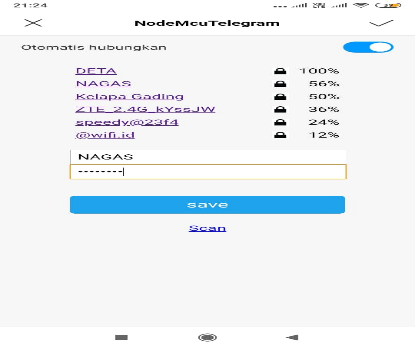 21:24
NodeMcuTelegram
Otomatis hubungkan
DETA 100%
NAGAS 56%
Kelapa Gading 50%
ZTE_2.4G_kYssJW 36%
speedy@23f4 24%
@wifi.id 12%
NAGAS
--------
save
Scan